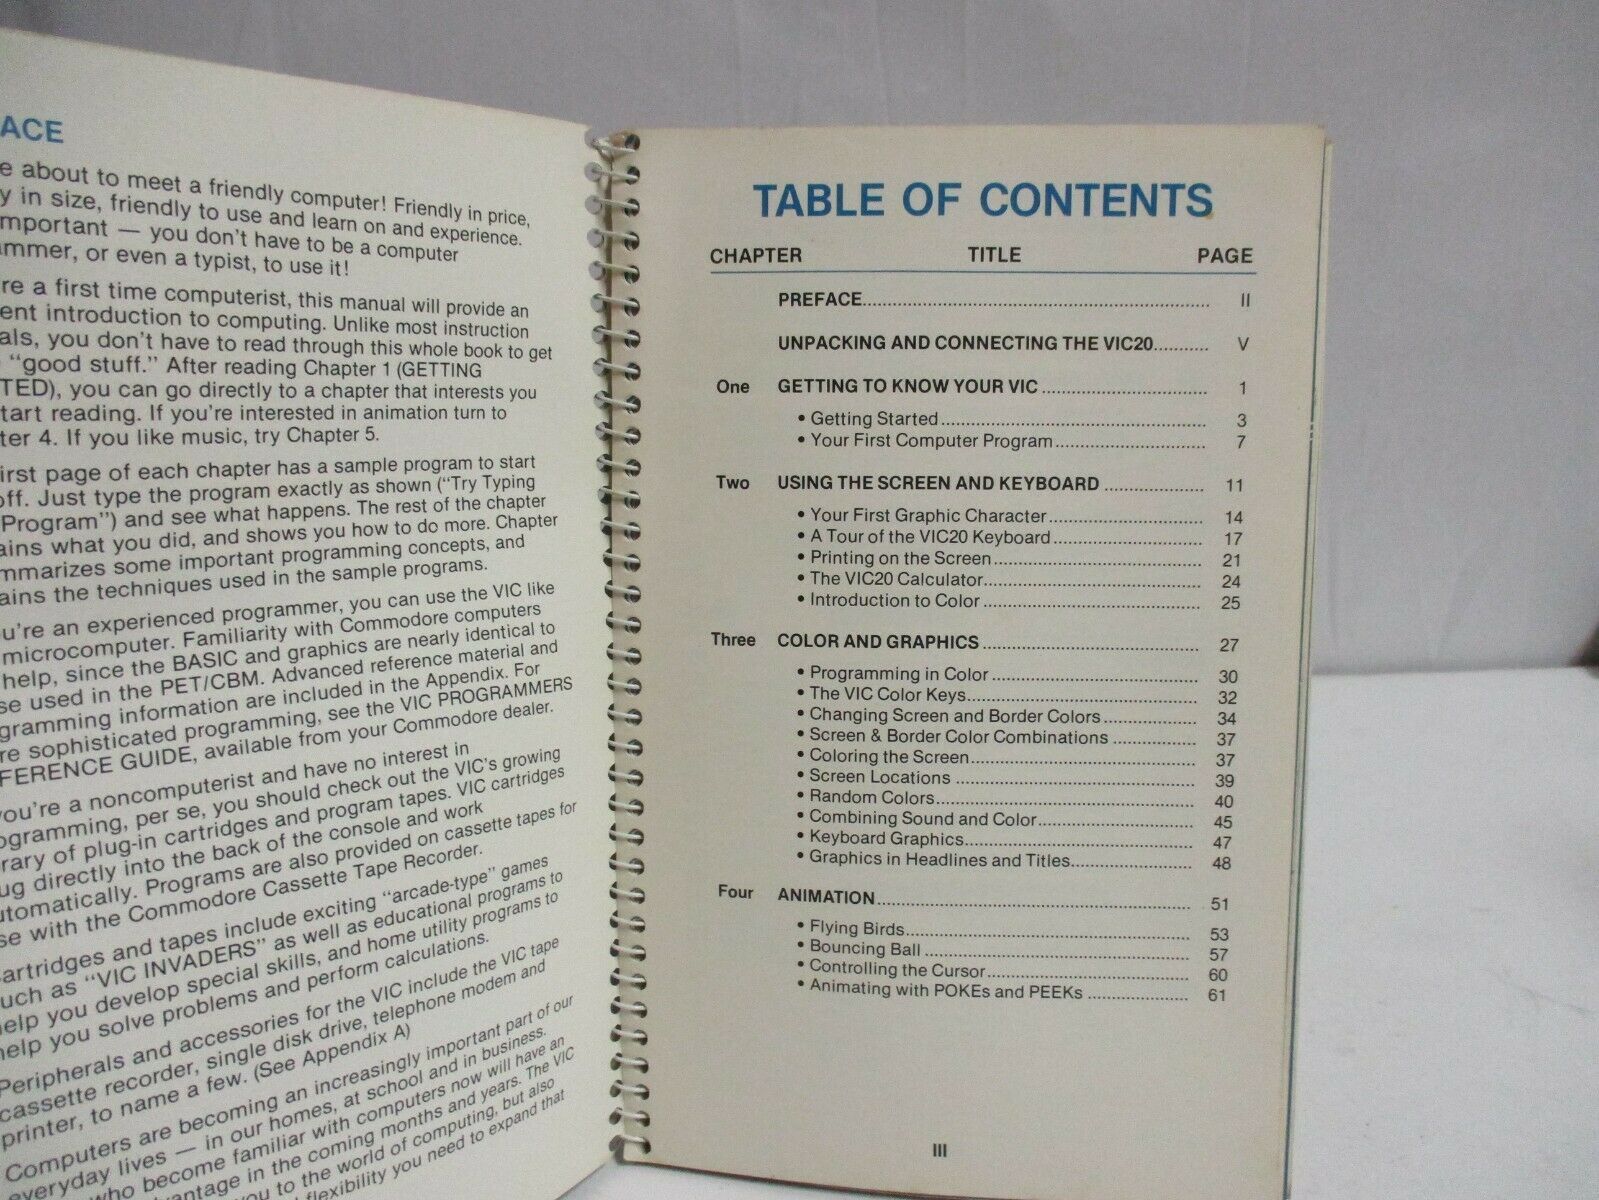 ACE
e about to meet a friendly computer! Friendly in price,
y in size, friendly to use and learn on and experience.
mportant — you don't have to be a computer
ammer, or even a typist, to use it!
re a first time computerist, this manual will provide an
ent introduction to computing. Unlike most instruction
als, you don't have to read through this whole book to get
"good stuff." After reading Chapter 1 (GETTING
TED), you can go directly to a chapter that interests you
tart reading. If you're interested in animation turn to
ter 4. If you like music, try Chapter 5.
irst page of each chapter has a sample program to start
off. Just type the program exactly as shown ("Try Typing
Program") and see what happens. The rest of the chapter
ains what you did, and shows you how to do more. Chapter
mmarizes some important programming concepts, and
ains the techniques used in the sample programs.
u're an experienced programmer, you can use the VIC like
microcomputer. Familiarity with Commodore computers
help, since the BASIC and graphics are nearly identical to
se used in the PET/CBM. Advanced reference material and
gramming information are included in the Appendix. For
re sophisticated programming, see the VIC PROGRAMMERS
FERENCE GUIDE, available from your Commodore dealer.
you're a noncomputerist and have no interest in
ogramming, per se, you should check out the VIC's growing
rary of plug-in cartridges and program tapes. VIC cartridges
ug directly into the back of the console and work
utomatically. Programs are also provided on cassette tapes for
se with the Commodore Cassette Tape Recorder.
artridges and tapes include exciting "arcade-type" games
uch as "VIC INVADERS" as well as educational programs to
help you develop special skills, and home utility programs to
help you solve problems and perform calculations.
Peripherals and accessories for the VIC include the VIC tape
cassette recorder, single disk drive, telephone modem and
printer, to name a few. (See Appendix A)
Computers are becoming an increasingly important part of our
everyday lives — in our homes, at school and in business.
who become familiar with computers now will have an
vantage in the coming months and years. The VIC
you to the world of computing, but also
flexibility you need to expand that
TABLE OF CONTENTS
CHAPTER TITLE PAGE
PREFACE II
UNPACKING AND CONNECTING THE VIC20 V
One GETTING TO KNOW YOUR VIC 1
• Getting Started 3
• Your First Computer Program 7
Two USING THE SCREEN AND KEYBOARD 11
• Your First Graphic Character 14
• A Tour of the VIC20 Keyboard 17
• Printing on the Screen 21
• The VIC20 Calculator 24
• Introduction to Color 25
Three COLOR AND GRAPHICS 27
• Programming in Color 30
• The VIC Color Keys 32
• Changing Screen and Border Colors 34
• Screen & Border Color Combinations 37
• Coloring the Screen 37
• Screen Locations 39
• Random Colors 40
• Combining Sound and Color 45
• Keyboard Graphics 47
• Graphics in Headlines and Titles 48
Four ANIMATION 51
• Flying Birds 53
• Bouncing Ball 57
• Controlling the Cursor 60
• Animating with POKEs and PEEKs 61
III